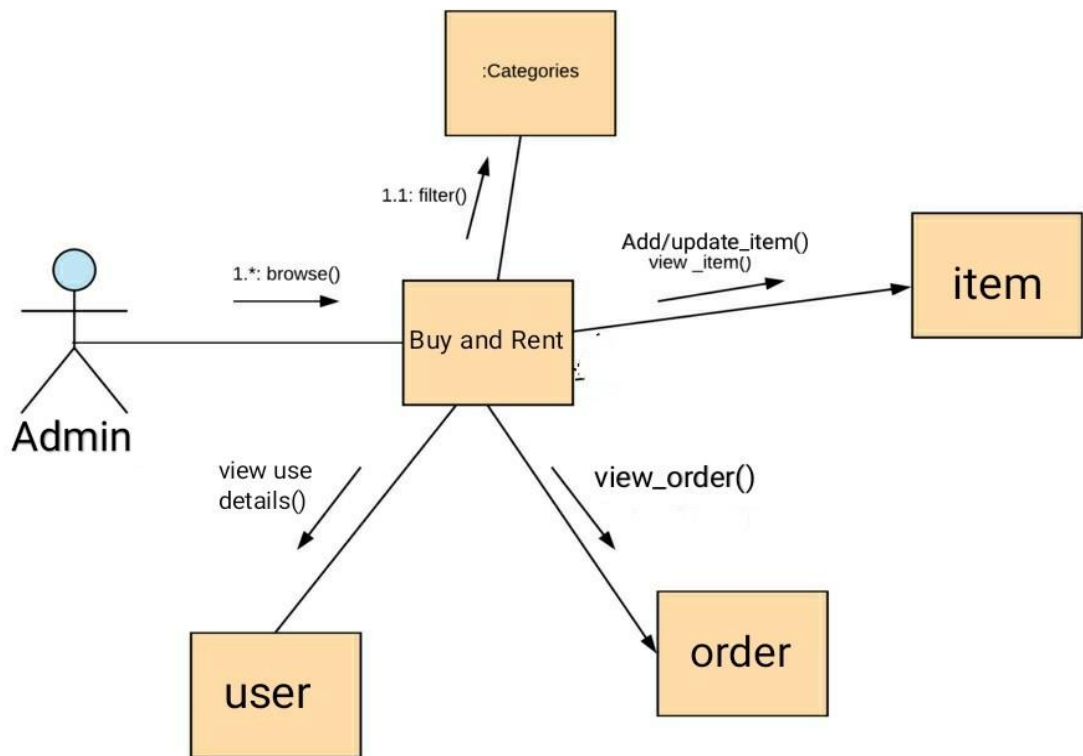 :Categories
1.1: filter()
Add/update_item()
view _item()
1.*: browse()
item
Buy and Rent
Admin
view use
details()
view_order()
order
user